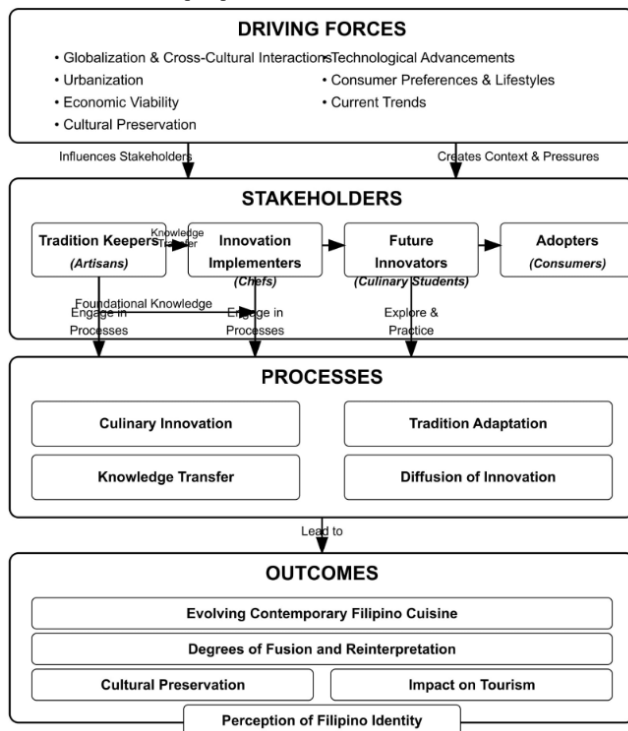 DRIVING FORCES
• Globalization & Cross-Cultural Interactions
• Urbanization
• Economic Viability
• Cultural Preservation
• Technological Advancements
• Consumer Preferences & Lifestyles
• Current Trends
Influences Stakeholders
Creates Context & Pressures
STAKEHOLDERS
Tradition Keepers
(Artisans)
Knowledge
Transfer
Innovation
Implementers
(Chefs)
Future
Innovators
(Culinary Students)
Adopters
(Consumers)
Foundational Knowledge
Engage in
Processes
Engage in
Processes
Explore &
Practice
PROCESSES
Culinary Innovation
Tradition Adaptation
Knowledge Transfer
Diffusion of Innovation
Lead to
OUTCOMES
Evolving Contemporary Filipino Cuisine
Degrees of Fusion and Reinterpretation
Cultural Preservation
Impact on Tourism
Perception of Filipino Identity